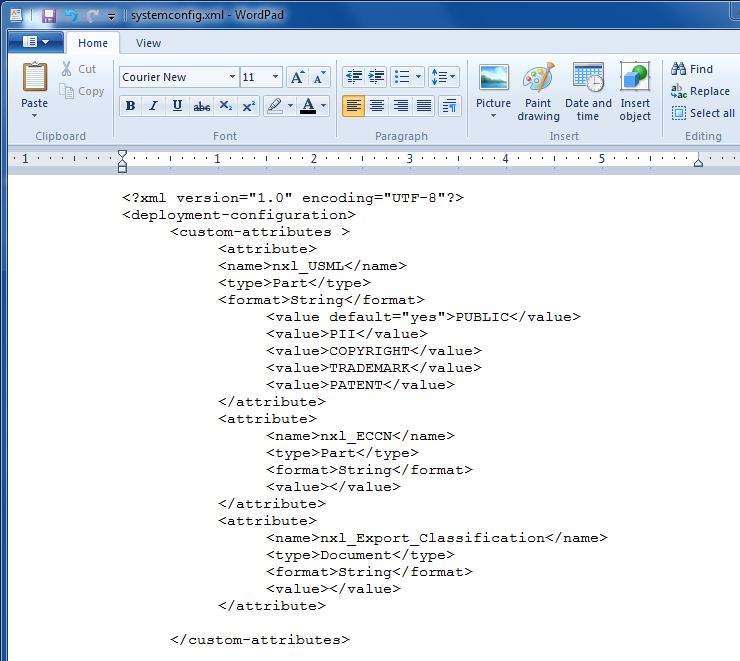 systemconfig.xml - WordPad
Home View
Cut
Copy
Paste
Clipboard
Courier New 11
B I U abc X₂ X²
Font
Paragraph
Picture
Paint drawing
Date and time
Insert object
Insert
Find
Replace
Select all
Editing
1 1 2 3 4 5
<?xml version="1.0" encoding="UTF-8"?>
<deployment-configuration>
<custom-attributes >
<attribute>
<name>nxl_USML</name>
<type>Part</type>
<format>String</format>
<value default="yes">PUBLIC</value>
<value>PII</value>
<value>COPYRIGHT</value>
<value>TRADEMARK</value>
<value>PATENT</value>
</attribute>
<attribute>
<name>nxl_ECCN</name>
<type>Part</type>
<format>String</format>
<value></value>
</attribute>
<attribute>
<name>nxl_Export_Classification</name>
<type>Document</type>
<format>String</format>
<value></value>
</attribute>
</custom-attributes>